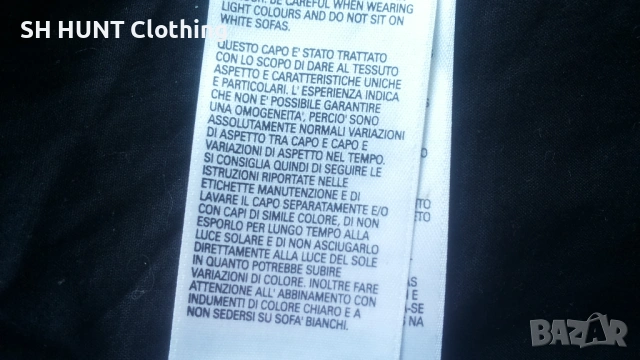 SH HUNT Clothing
BE CAREFUL WHEN WEARING
LIGHT COLOURS AND DO NOT SIT ON
WHITE SOFAS.
QUESTO CAPO E' STATO TRATTATO
CON LO SCOPO DI DARE AL TESSUTO
ASPETTO E CARATTERISTICHE UNICHE
E PARTICOLARI. L' ESPERIENZA INDICA
CHE NON E' POSSIBILE GARANTIRE
UNA OMOGENEITA', PERCIO' SONO
ASSOLUTAMENTE NORMALI VARIAZIONI
DI ASPETTO TRA CAPO E CAPO E
VARIAZIONI DI ASPETTO NEL TEMPO.
SI CONSIGLIA QUINDI DI SEGUIRE LE
ISTRUZIONI RIPORTATE NELLE
ETICHETTE MANUTENZIONE E DI
LAVARE IL CAPO SEPARATAMENTE E/O
CON CAPI DI SIMILE COLORE, DI NON
ESPORLO PER LUNGO TEMPO ALLA
LUCE SOLARE E DI NON ASCIUGARLO
DIRETTAMENTE ALLA LUCE DEL SOLE
IN QUANTO POTREBBE SUBIRE
VARIAZIONI DI COLORE. INOLTRE FARE
ATTENZIONE ALL' ABBINAMENTO CON
INDUMENTI DI COLORE CHIARO E A
NON SEDERSI SU SOFA' BIANCHI.
BAZAR